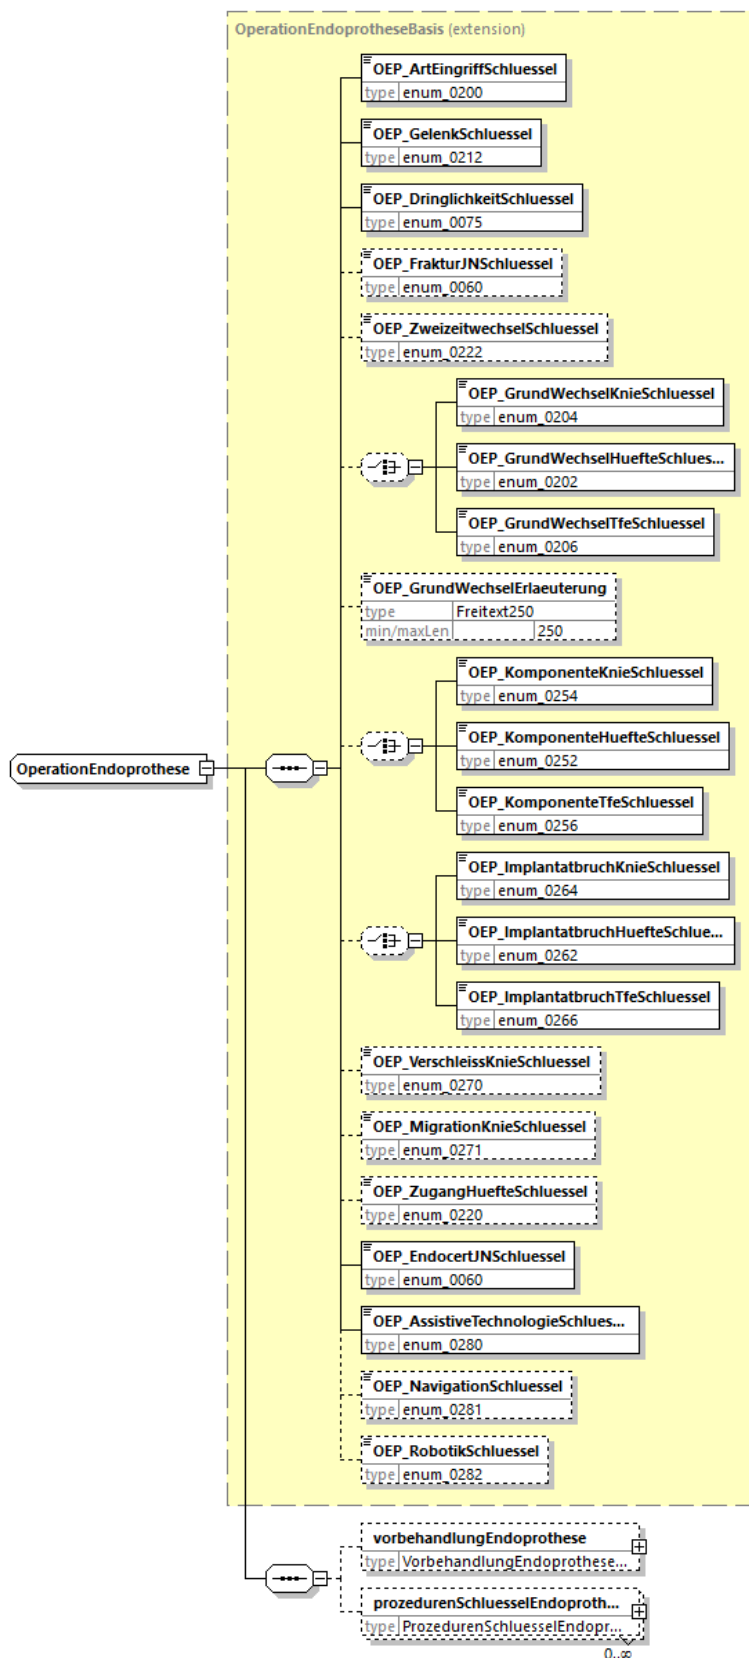 OperationEndoprotheseBasis (extension)
OEP_ArtEingriffSchluessel
type enum_0200
OEP_GelenkSchluessel
type enum_0212
OEP_DringlichkeitSchluessel
type enum_0075
OEP_FrakturJNSchluessel
type enum_0060
OEP_ZweizeitwechselSchluessel
type enum_0222
OEP_GrundWechselKnieSchluessel
type enum_0204
OEP_GrundWechselHuefteSchlues...
type enum_0202
OEP_GrundWechselTfeSchluessel
type enum_0206
OEP_GrundWechselErlaeuterung
type Freitext250
min/maxLen 250
OEP_KomponenteKnieSchluessel
type enum_0254
OEP_KomponenteHuefteSchluessel
type enum_0252
OperationEndoprothese
OEP_KomponenteTfeSchluessel
type enum_0256
OEP_ImplantatbruchKnieSchluessel
type enum_0264
OEP_ImplantatbruchHuefteSchlue...
type enum_0262
OEP_ImplantatbruchTfeSchluessel
type enum_0266
OEP_VerschleissKnieSchluessel
type enum_0270
OEP_MigrationKnieSchluessel
type enum_0271
OEP_ZugangHuefteSchluessel
type enum_0220
OEP_EndocertJNSchluessel
type enum_0060
OEP_AssistiveTechnologieSchlues...
type enum_0280
OEP_NavigationSchluessel
type enum_0281
OEP_RobotikSchluessel
type enum_0282
vorbehandlungEndoprothese
type VorbehandlungEndoprothese...
prozedurenSchluesselEndoproth...
type ProzedurenSchluesselEndopr...
0..∞